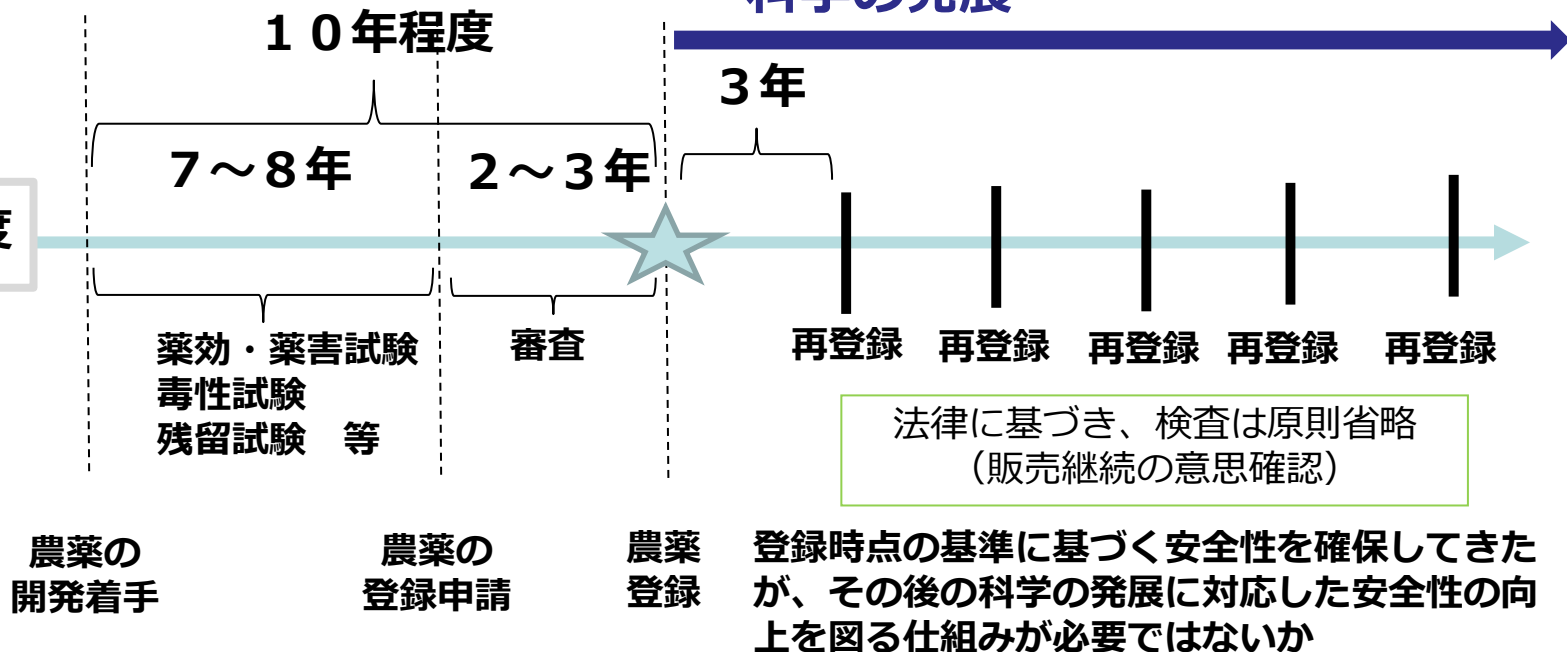 科学の発展
10年程度
3年
7～8年
2～3年
度
薬効・薬害試験
毒性試験
残留試験　等
審査
再登録
再登録
再登録
再登録
再登録
法律に基づき、検査は原則省略
（販売継続の意思確認）
農薬の
開発着手
農薬の
登録申請
農薬
登録
登録時点の基準に基づく安全性を確保してきた
が、その後の科学の発展に対応した安全性の向
上を図る仕組みが必要ではないか